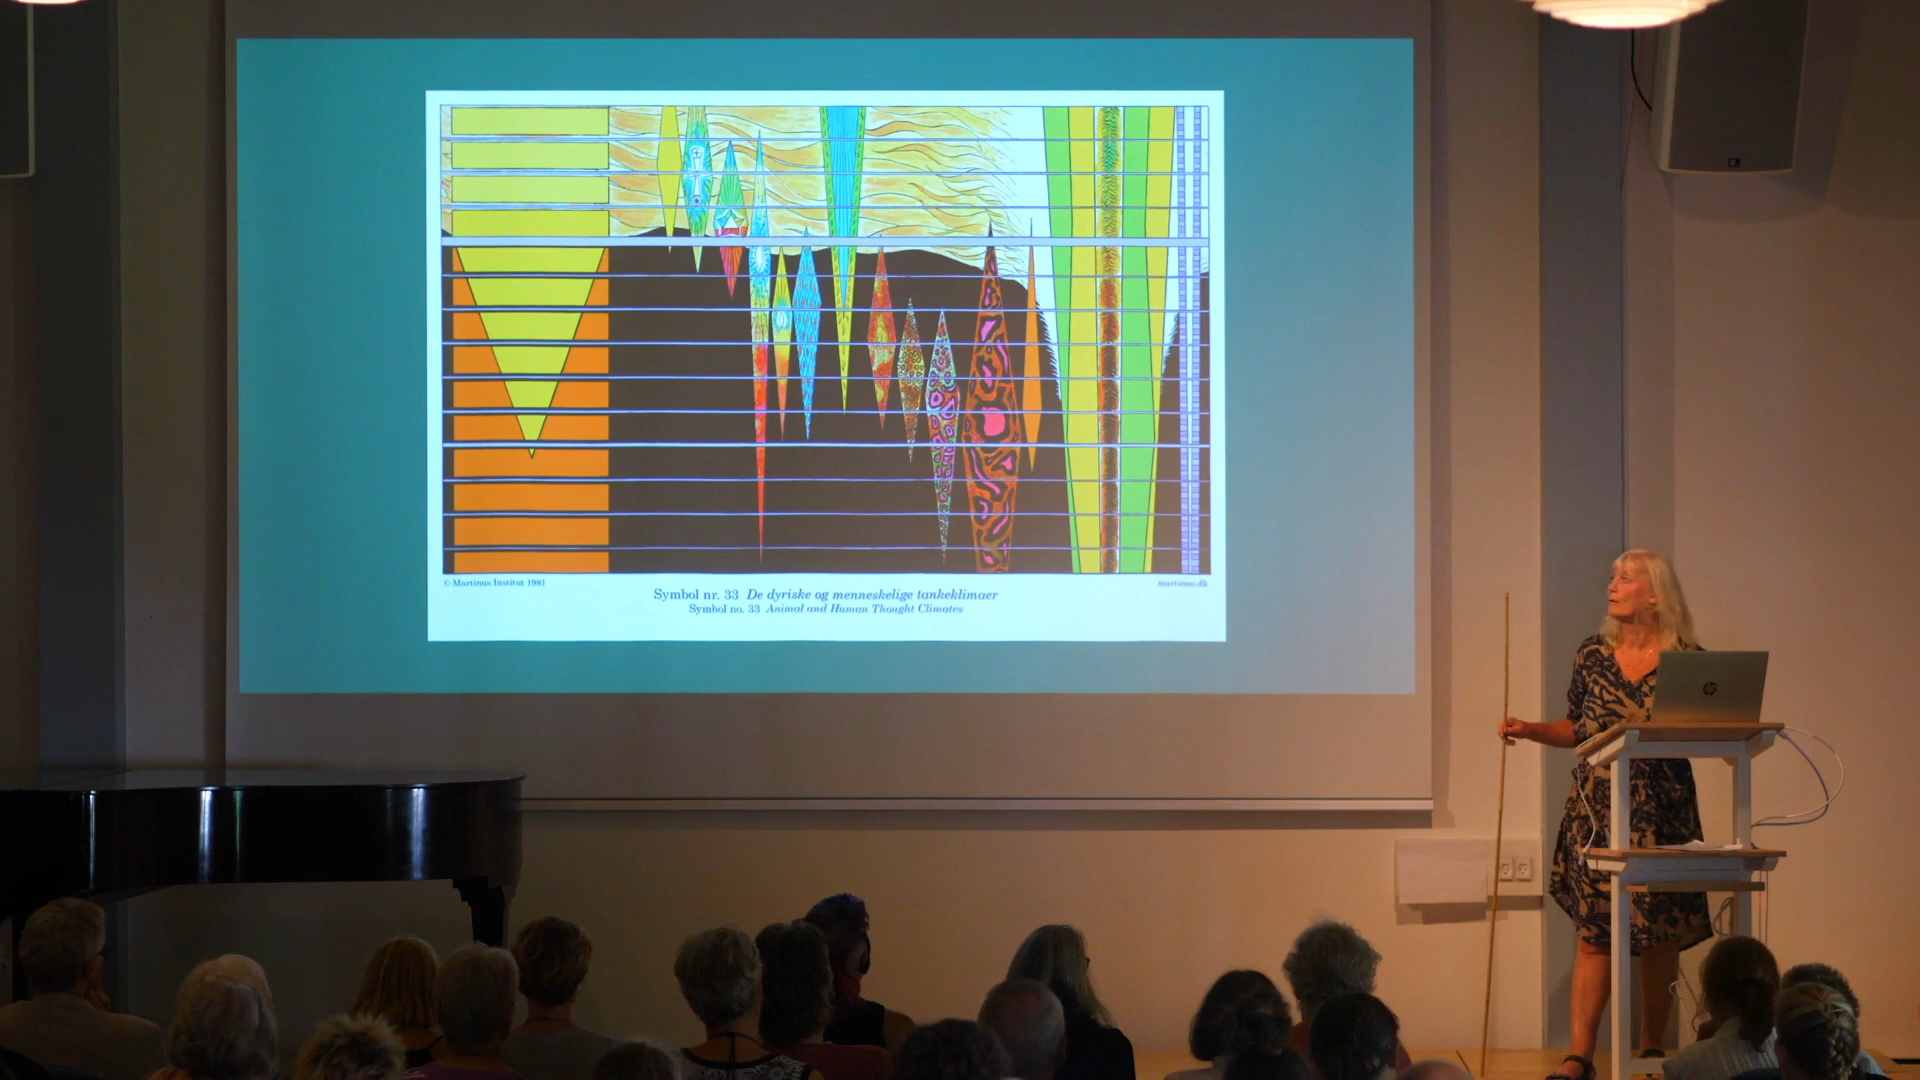 © Martinus Institut 1981
martinus.dk
Symbol nr. 33 De dyriske og menneskelige tankeklimaer
Symbol no. 33 Animal and Human Thought Climates
hp